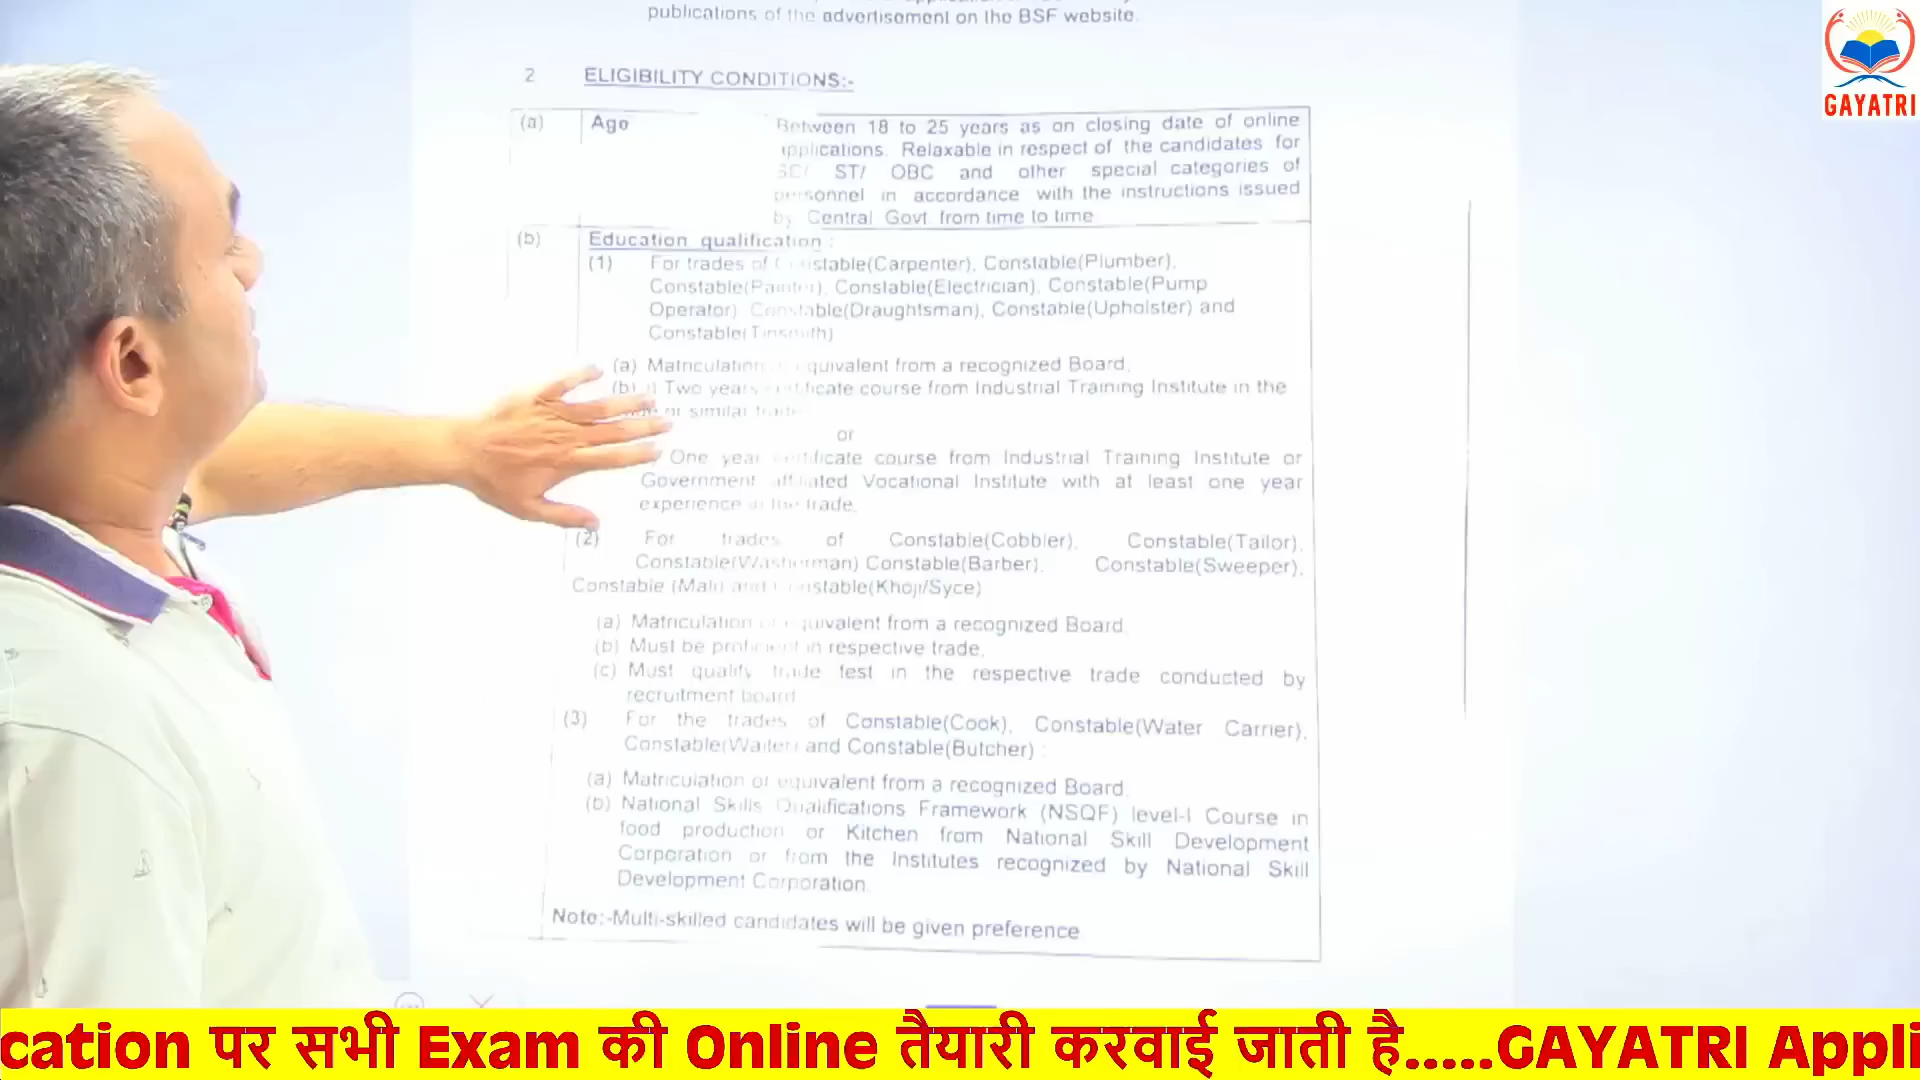 publications of the advertisement on the BSF website.
GAYATRI
2 ELIGIBILITY CONDITIONS:-
(a) Age Between 18 to 25 years as on closing date of online
applications. Relaxable in respect of the candidates for
SC/ ST/ OBC and other special categories of
personnel in accordance with the instructions issued
by Central Govt from time to time
(b) Education qualification :
(1) For trades of Constable(Carpenter), Constable(Plumber),
Constable(Painter), Constable(Electrician), Constable(Pump
Operator), Constable(Draughtsman), Constable(Upholster) and
Constable(Tinsmith)
(a) Matriculation or equivalent from a recognized Board.
(b) Two years certificate course from Industrial Training Institute in the
or similar trade
or
One year certificate course from Industrial Training Institute or
Government affiliated Vocational Institute with at least one year
experience in the trade.
(2) For trades of Constable(Cobbler), Constable(Tailor),
Constable(Washerman) Constable(Barber), Constable(Sweeper),
Constable (Mali) and Constable(Khoji/Syce)
(a) Matriculation or equivalent from a recognized Board.
(b) Must be proficient in respective trade.
(c) Must qualify trade test in the respective trade conducted by
recruitment board
(3) For the trades of Constable(Cook), Constable(Water Carrier),
Constable(Waiter) and Constable(Butcher) :
(a) Matriculation or equivalent from a recognized Board.
(b) National Skills Qualifications Framework (NSQF) level-I Course in
food production or Kitchen from National Skill Development
Corporation or from the Institutes recognized by National Skill
Development Corporation.
Note:-Multi-skilled candidates will be given preference
cation पर सभी Exam की Online तैयारी करवाई जाती है.....GAYATRI Appli